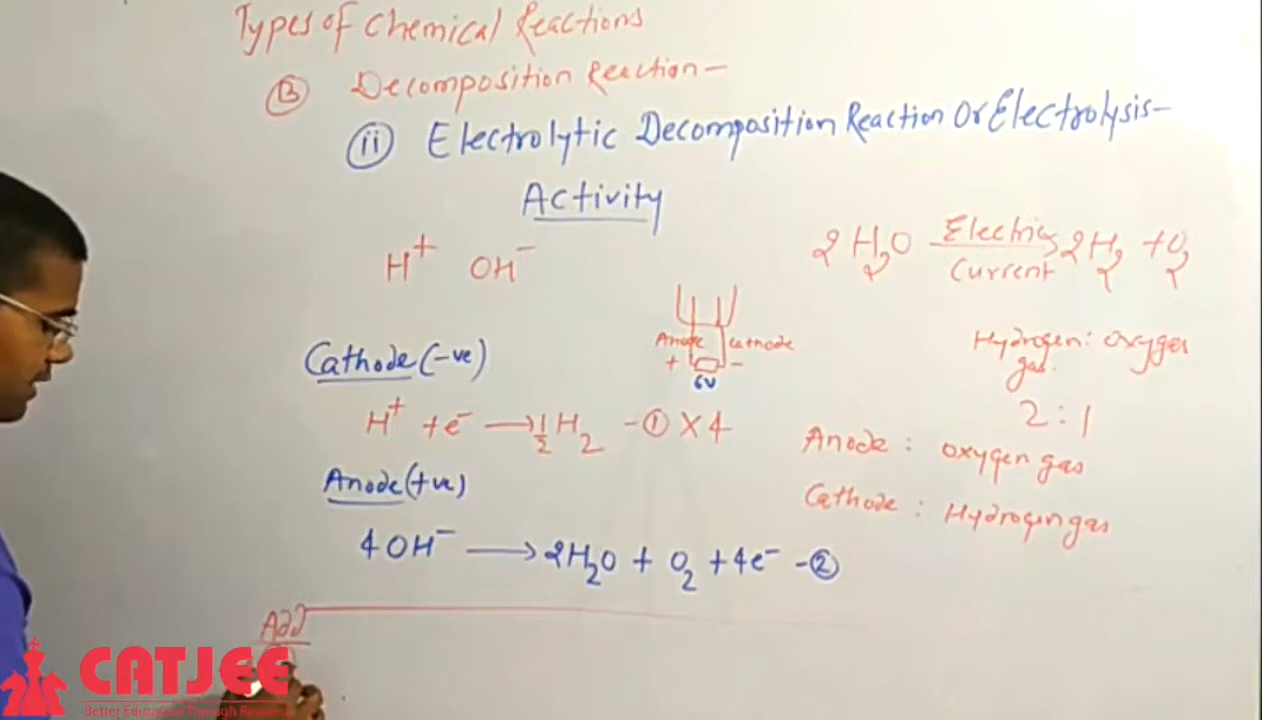 Types of Chemical Reactions
Ⓑ Decomposition Reaction—
ⓘⓘ Electrolytic Decomposition Reaction Or Electrolysis—
Activity
H⁺ OH⁻
2H₂O Electric Current 2H₂ + O₂
Anode Cathode
+ −
6V
Hydrogen gas : oxygen
2 : 1
Anode : oxygen gas
Cathode : Hydrogen gas
Cathode (−ve)
H⁺ + e⁻ → ½ H₂ −① × 4
Anode (+ve)
4OH⁻ → 2H₂O + O₂ + 4e⁻ −②
Add
CATJEE
Better Education Through Research